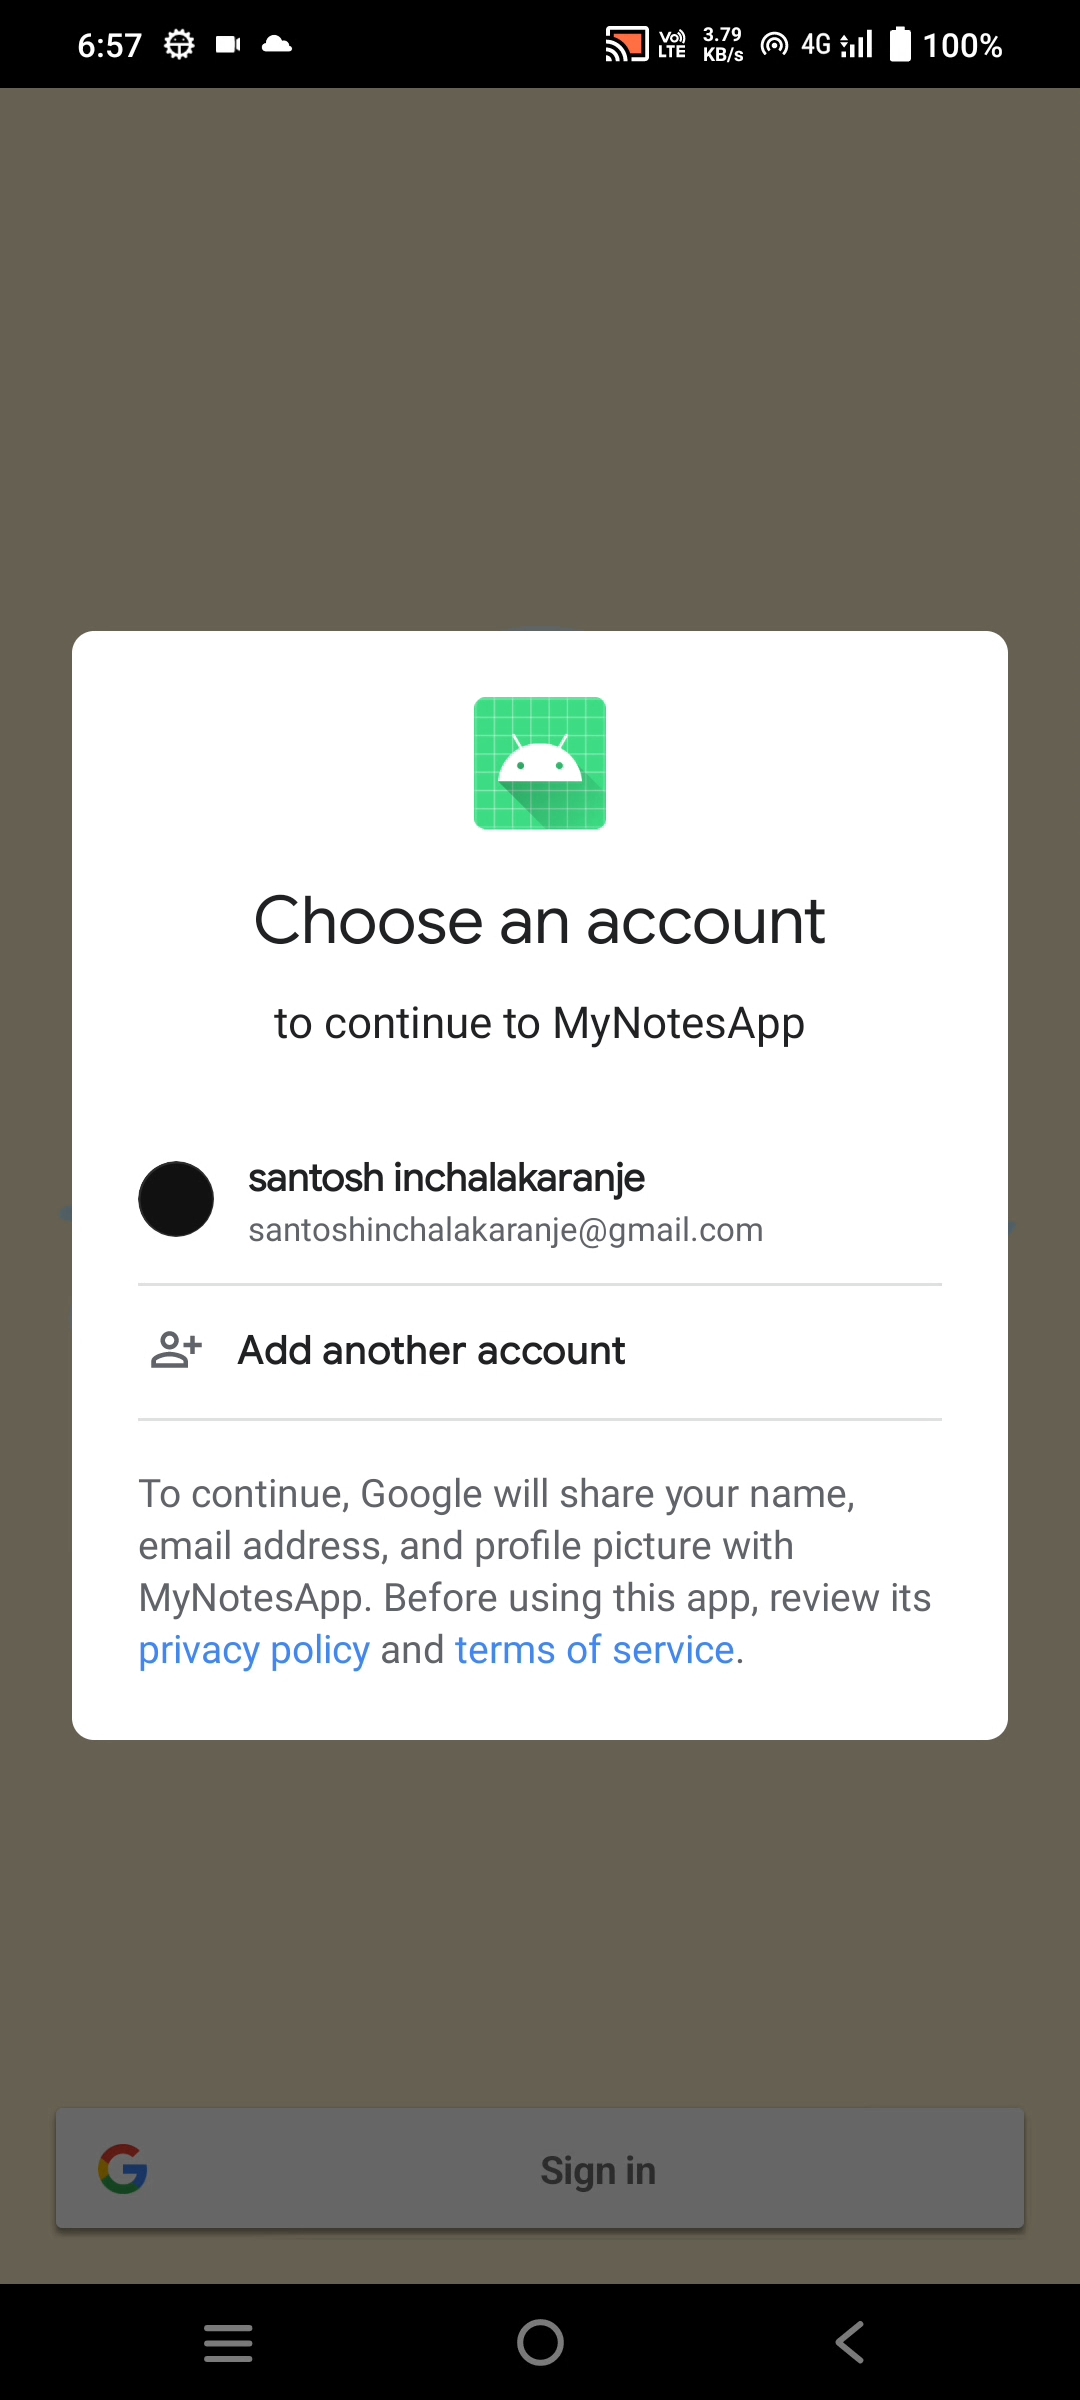 6:57
Vo))
LTE
3.79
KB/s
4G
100%
Choose an account
to continue to MyNotesApp
santosh inchalakaranje
santoshinchalakaranje@gmail.com
Add another account
To continue, Google will share your name,
email address, and profile picture with
MyNotesApp. Before using this app, review its
privacy policy and terms of service.
Sign in